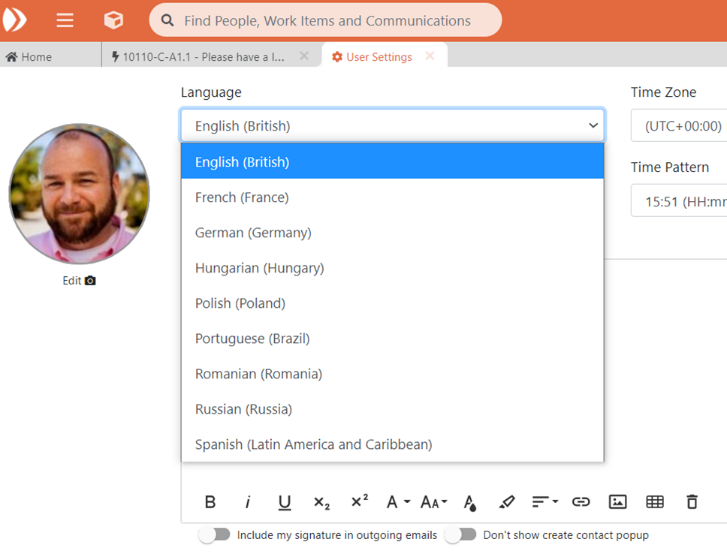 Find People, Work Items and Communications
Home
10110-C-A1.1 - Please have a l...
User Settings
Language
Time Zone
English (British)
(UTC+00:00)
English (British)
Time Pattern
French (France)
15:51 (HH:mm
German (Germany)
Hungarian (Hungary)
Edit
Polish (Poland)
Portuguese (Brazil)
Romanian (Romania)
Russian (Russia)
Spanish (Latin America and Caribbean)
B i U x₂ x² A AA A
Include my signature in outgoing emails
Don't show create contact popup